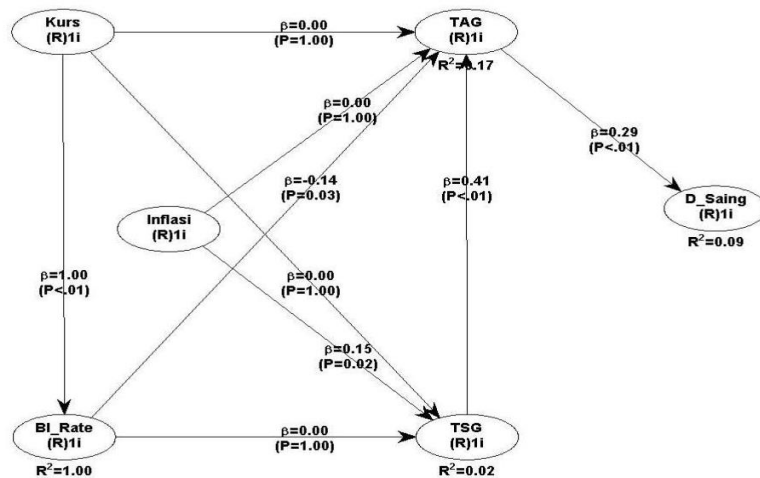 Kurs
(R)1i
β=0.00
(P=1.00)
TAG
(R)1i
R²=0.17
β=0.00
(P=1.00)
β=0.29
(P<.01)
β=-0.14
(P=0.03)
β=0.41
(P<.01)
D_Saing
(R)1i
R²=0.09
Inflasi
(R)1i
β=1.00
(P<.01)
β=0.00
(P=1.00)
β=0.15
(P=0.02)
BI_Rate
(R)1i
R²=1.00
β=0.00
(P=1.00)
TSG
(R)1i
R²=0.02